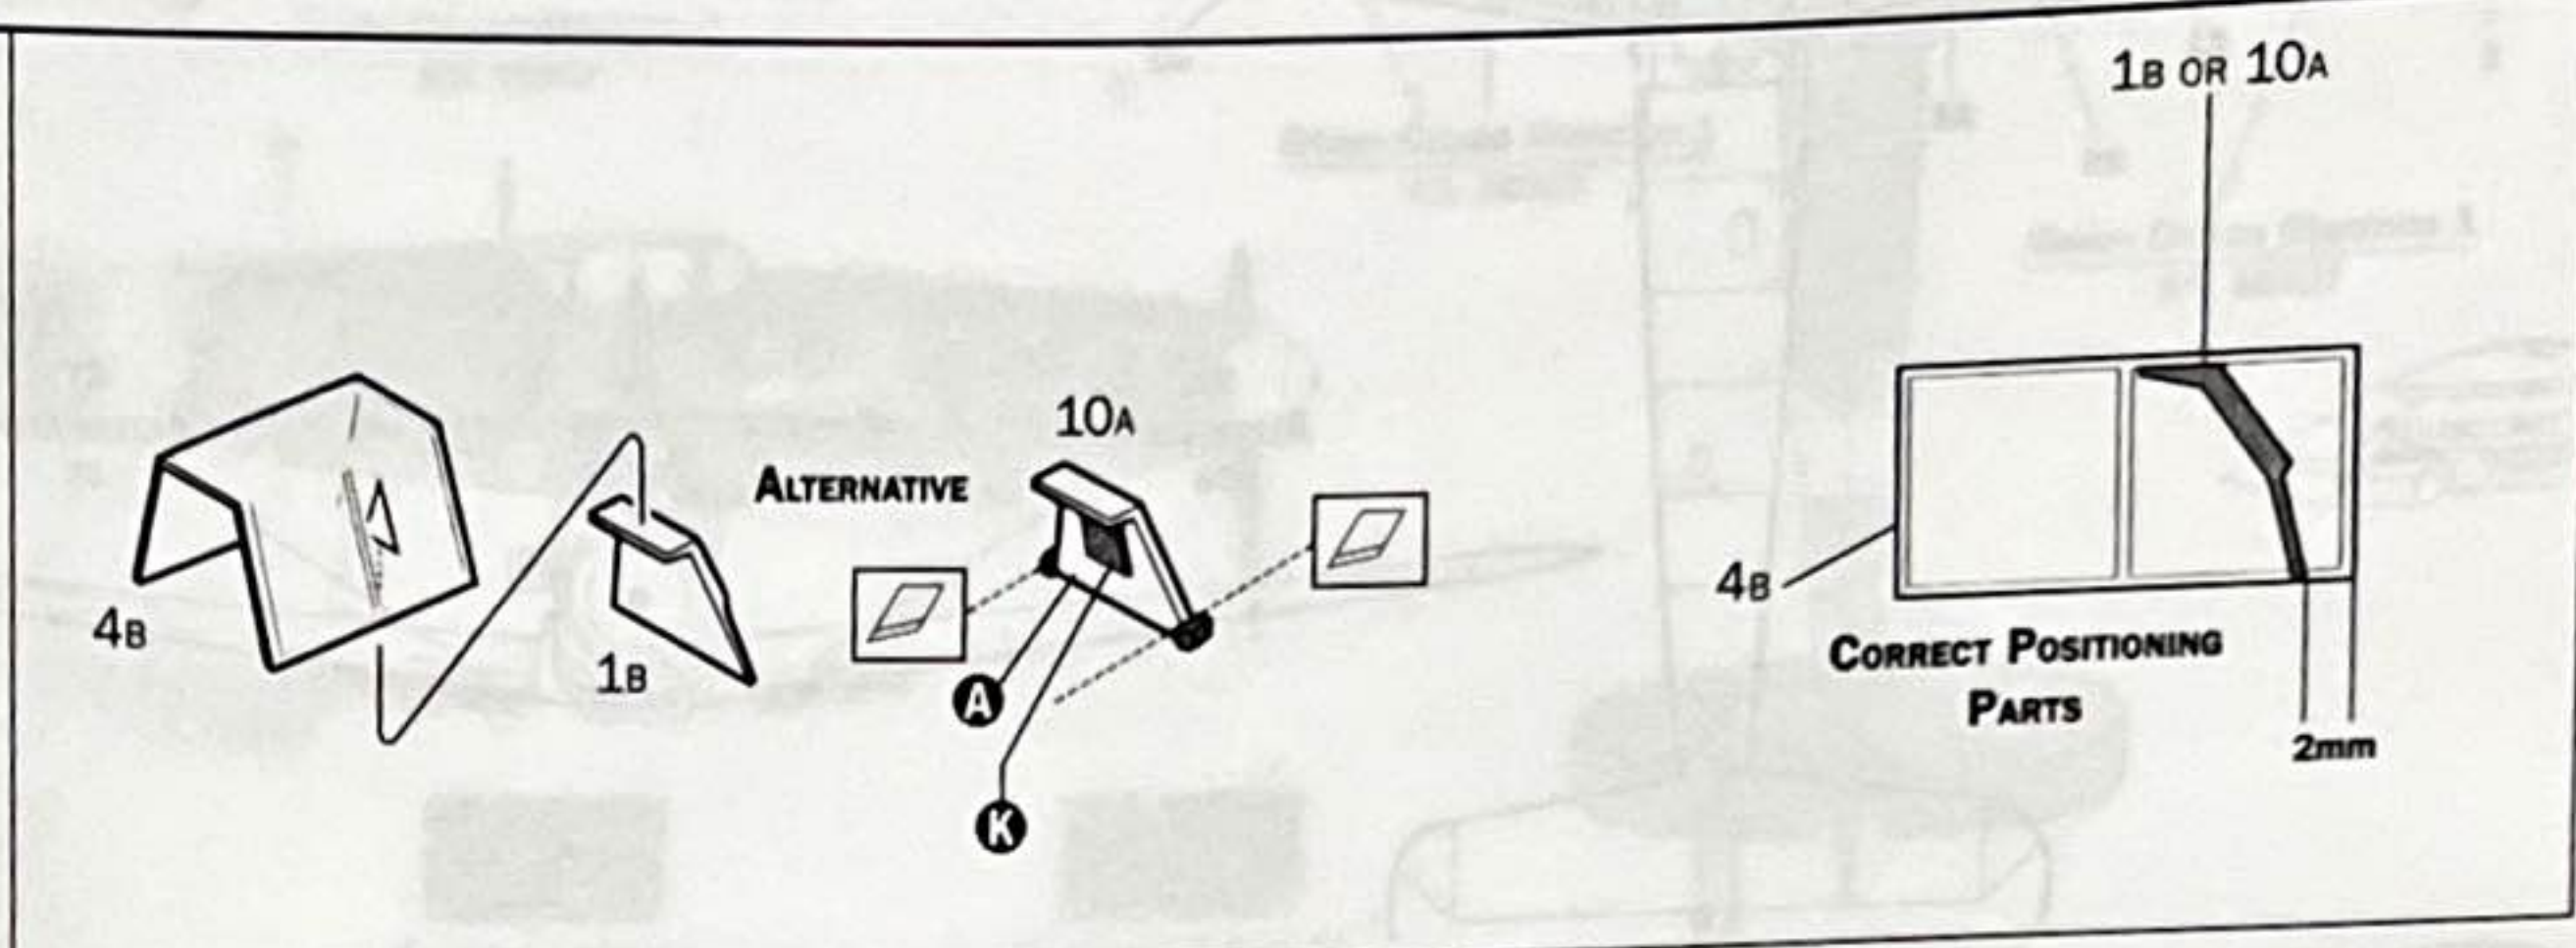 1B OR 10A
10A
ALTERNATIVE
4B
1B
A
K
4B
CORRECT POSITIONING
PARTS
2mm